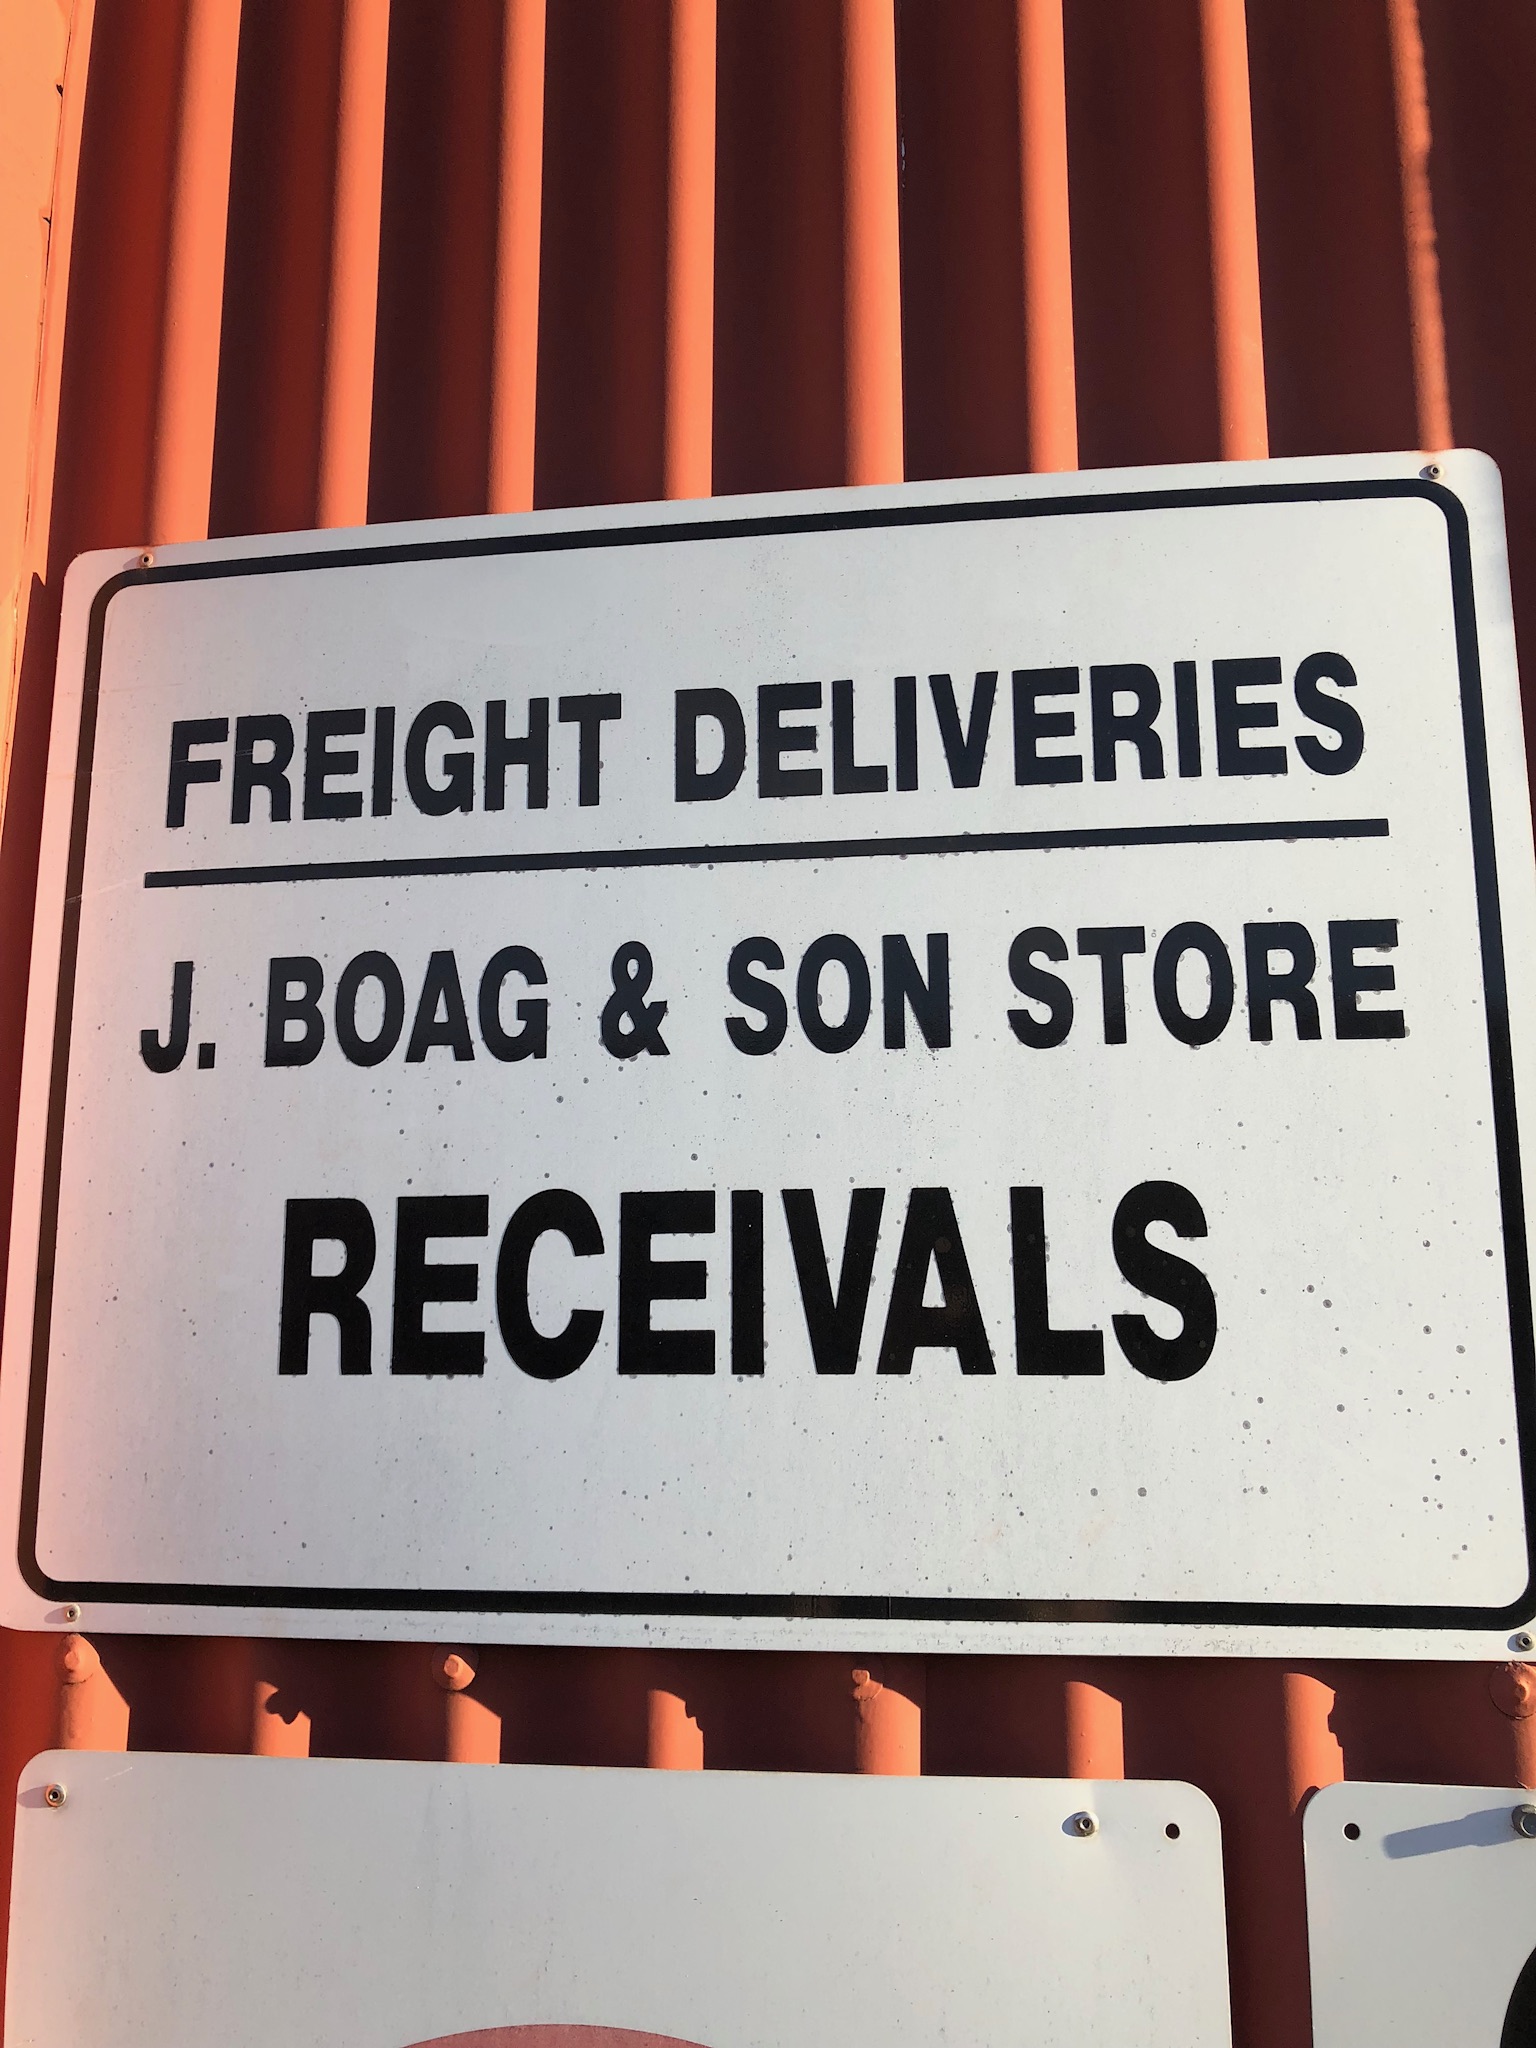 FREIGHT DELIVERIES
J. BOAG & SON STORE
RECEIVALS